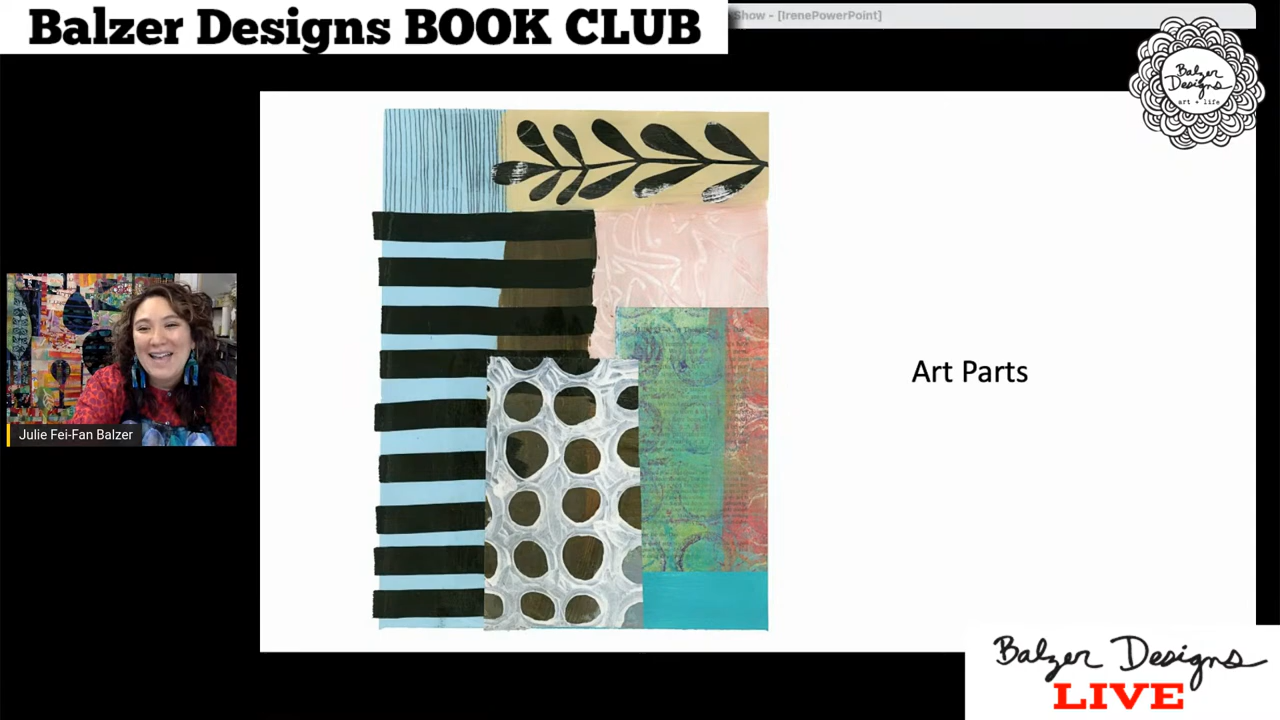 Balzer Designs BOOK CLUB
Show - [IrenePowerPoint]
Balzer
Designs
art + life
Art Parts
Julie Fei-Fan Balzer
Balzer Designs
LIVE